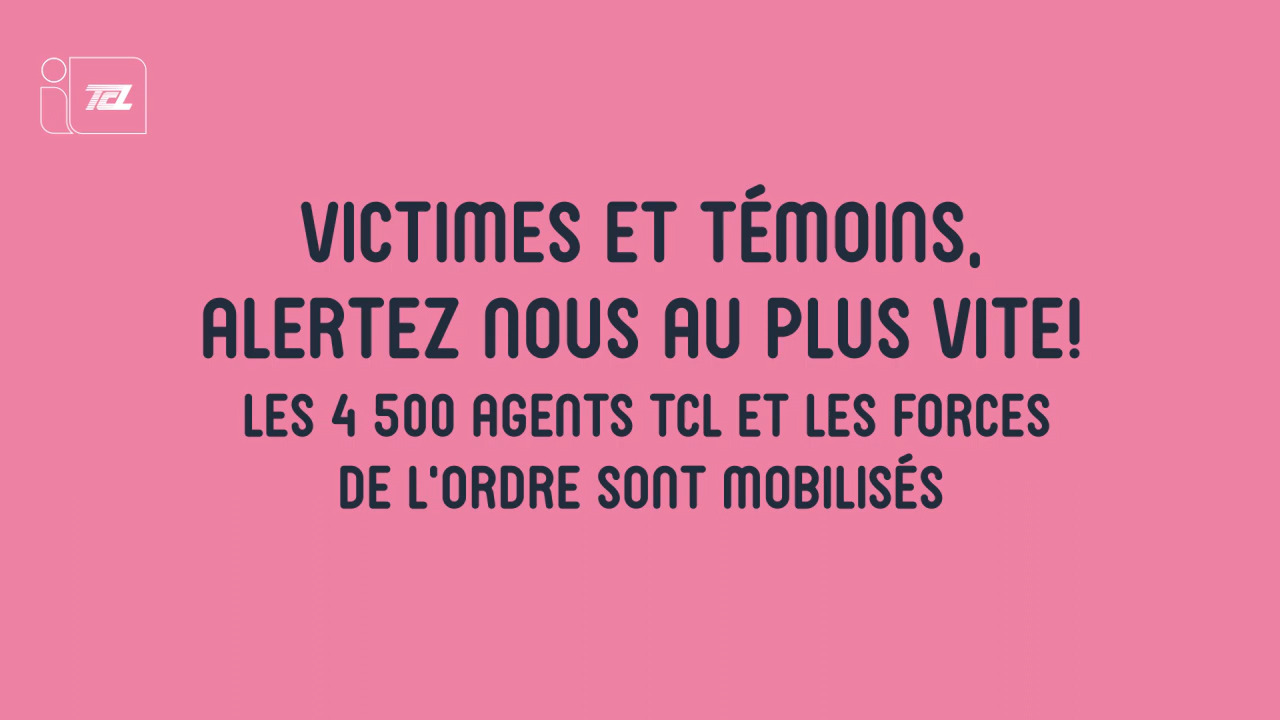 TCL
VICTIMES ET TÉMOINS,
ALERTEZ NOUS AU PLUS VITE!
LES 4 500 AGENTS TCL ET LES FORCES
DE L'ORDRE SONT MOBILISÉS